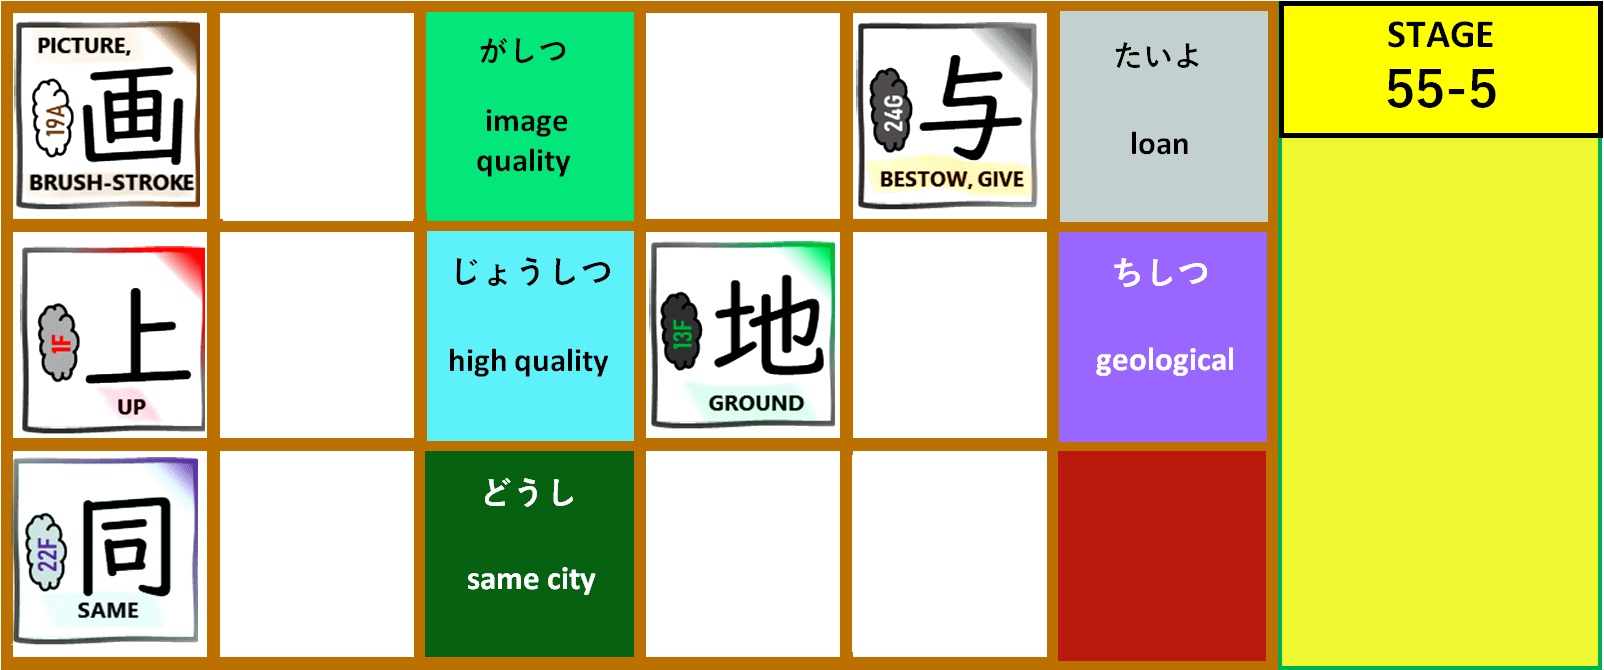 PICTURE,
19A
画
BRUSH-STROKE
がしつ
image
quality
24G
与
BESTOW, GIVE
たいよ
loan
STAGE
55-5
1F
上
UP
じょうしつ
high quality
13F
地
GROUND
ちしつ
geological
22F
同
SAME
どうし
same city